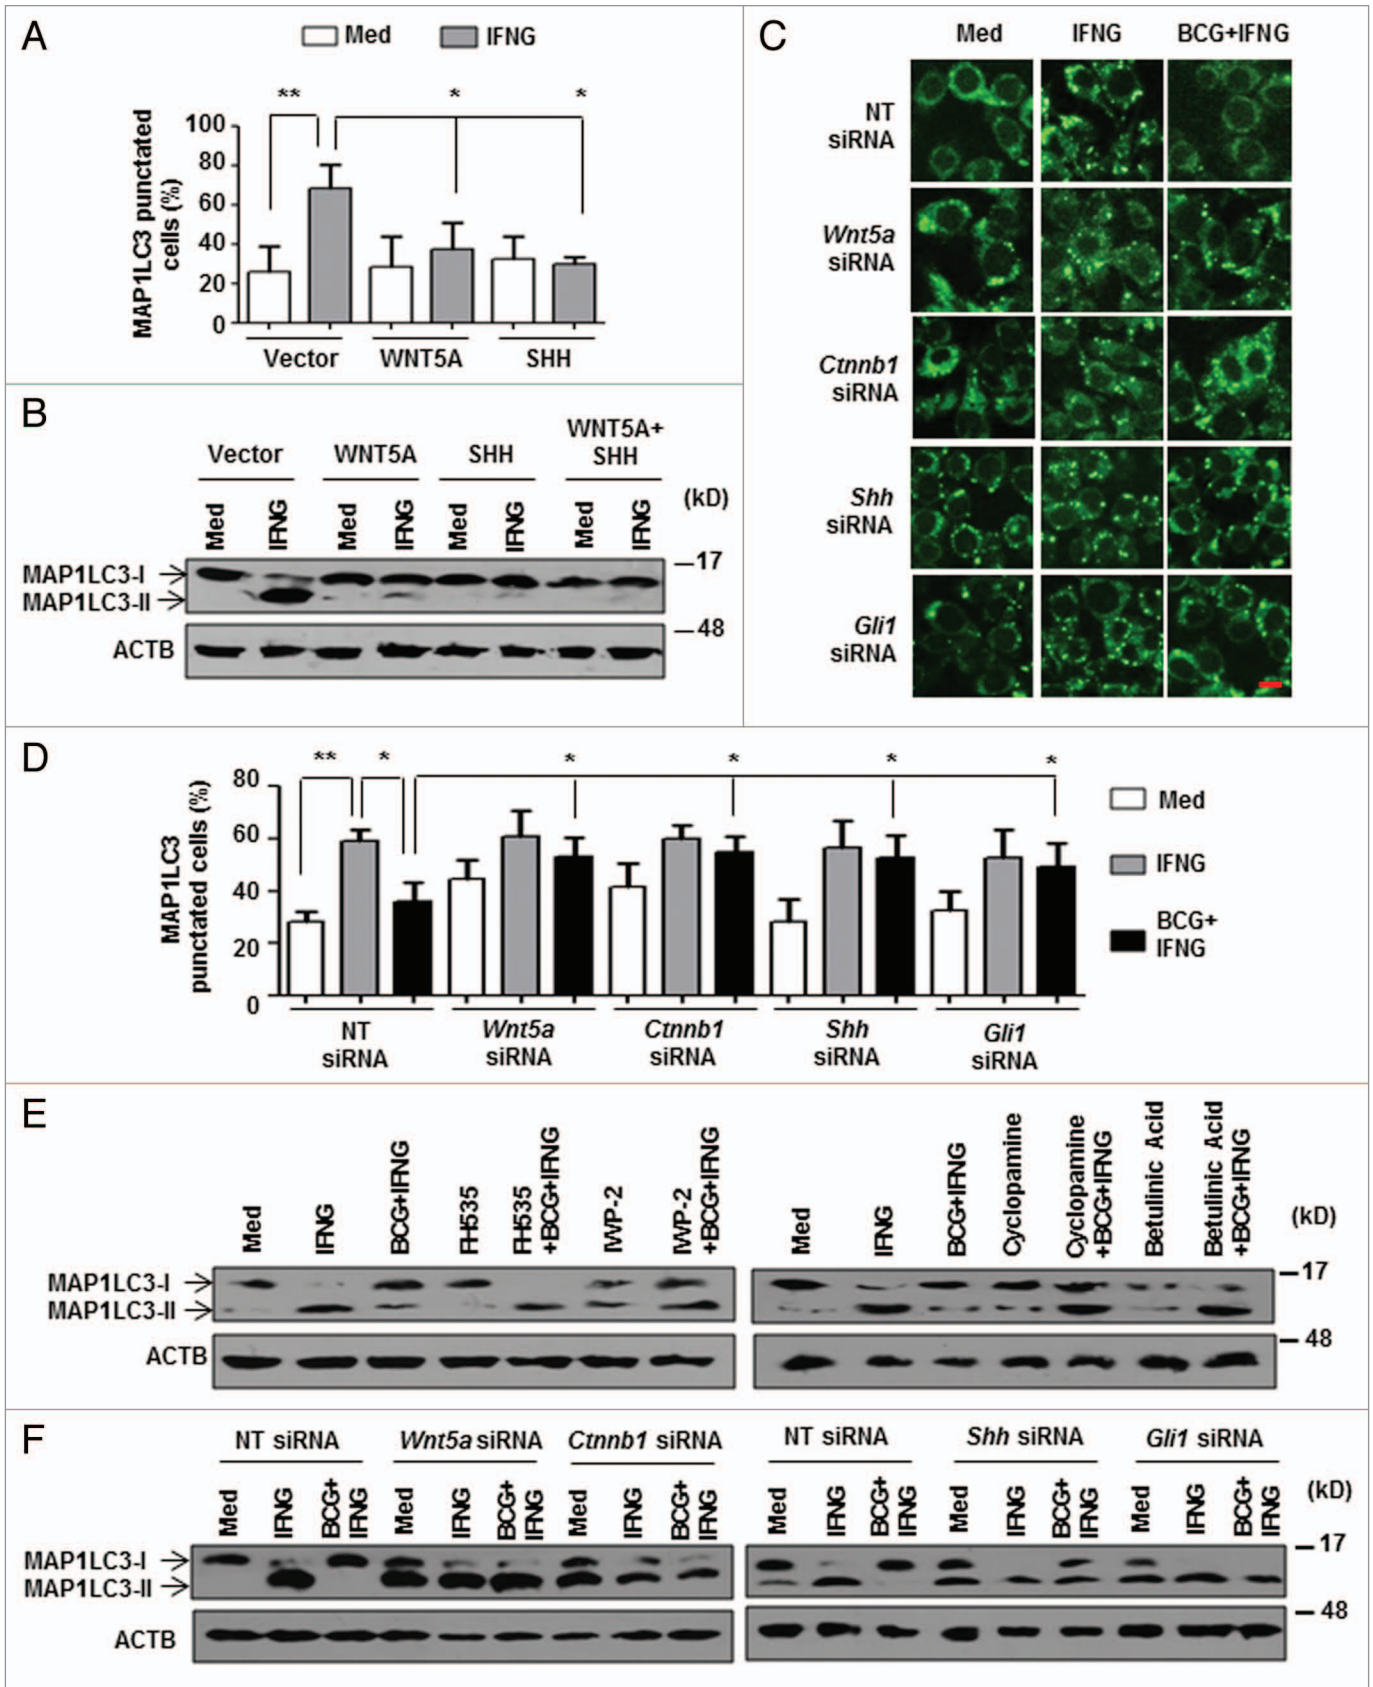 A
Med IFNG
** * *
MAP1LC3 punctated
cells (%)
100
80
60
40
20
0
Vector WNT5A SHH
B
Vector WNT5A SHH WNT5A+
SHH
Med IFNG Med IFNG Med IFNG Med IFNG (kD)
MAP1LC3-I
MAP1LC3-II
17
ACTB
48
C
Med IFNG BCG+IFNG
NT
siRNA
Wnt5a
siRNA
Ctnnb1
siRNA
Shh
siRNA
Gli1
siRNA
D
** * * * * *
MAP1LC3
punctated cells (%)
80
60
40
20
0
NT
siRNA
Wnt5a
siRNA
Ctnnb1
siRNA
Shh
siRNA
Gli1
siRNA
Med
IFNG
BCG+
IFNG
E
Med
IFNG
BCG+IFNG
FH535
FH535
+BCG+IFNG
IWP-2
IWP-2
+BCG+IFNG
Med
IFNG
BCG+IFNG
Cyclopamine
Cyclopamine
+BCG+IFNG
Betulinic Acid
Betulinic Acid
+BCG+IFNG
(kD)
MAP1LC3-I
MAP1LC3-II
17
ACTB
48
F
NT siRNA Wnt5a siRNA Ctnnb1 siRNA NT siRNA Shh siRNA Gli1 siRNA
Med
IFNG
BCG+
IFNG
Med
IFNG
BCG+
IFNG
Med
IFNG
BCG+
IFNG
Med
IFNG
BCG+
IFNG
Med
IFNG
BCG+
IFNG
Med
IFNG
BCG+
IFNG
(kD)
MAP1LC3-I
MAP1LC3-II
17
ACTB
48